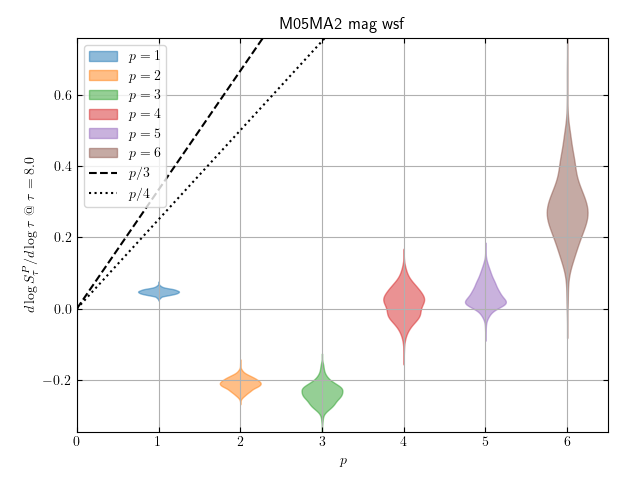 M05MA2 mag wsf
p = 1
p = 2
p = 3
p = 4
p = 5
p = 6
p/3
p/4
d log S_τ^P / d log τ @ τ = 8.0
0.6
0.4
0.2
0.0
−0.2
0 1 2 3 4 5 6
p